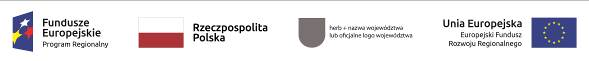 Fundusze
Europejskie
Program Regionalny
Rzeczpospolita
Polska
herb + nazwa województwa
lub oficjalne logo województwa
Unia Europejska
Europejski Fundusz
Rozwoju Regionalnego